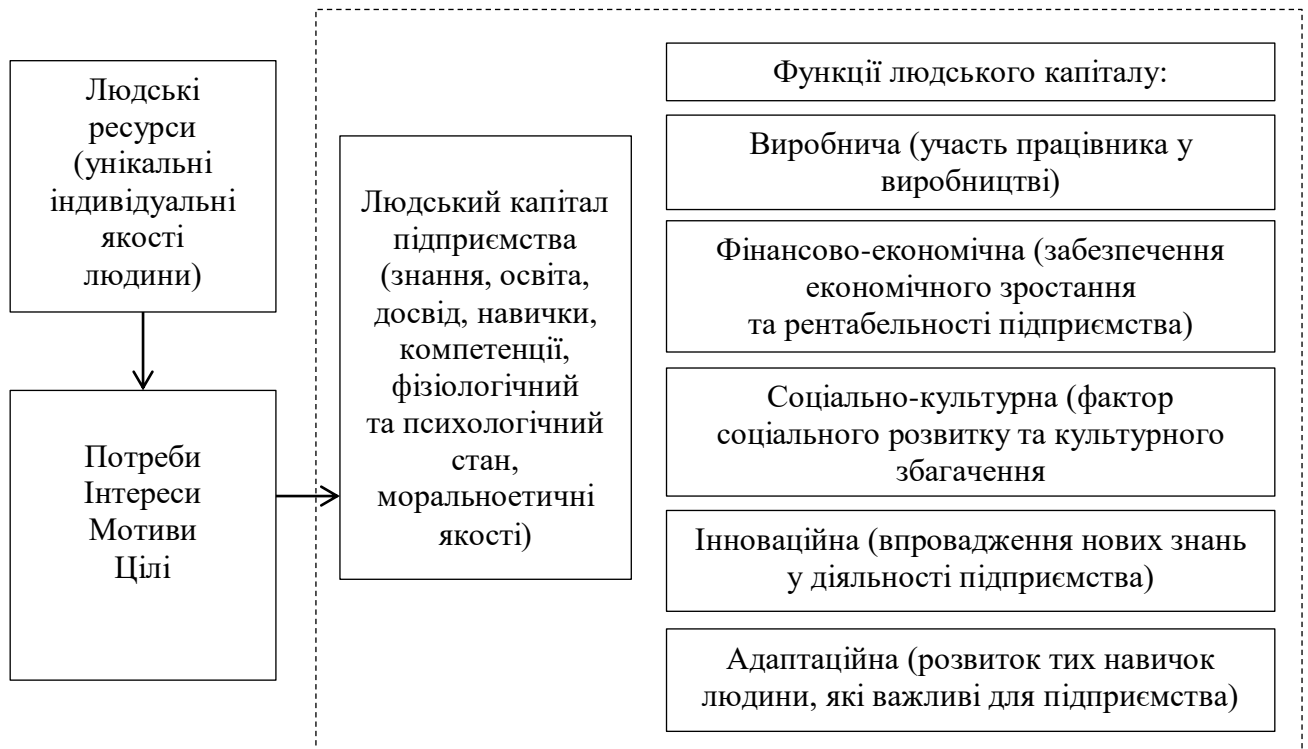 Людські
ресурси
(унікальні
індивідуальні
якості
людини)
Потреби
Інтереси
Мотиви
Цілі
Людський капітал
підприємства
(знання, освіта,
досвід, навички,
компетенції,
фізіологічний
та психологічний
стан,
моральноетичні
якості)
Функції людського капіталу:
Виробнича (участь працівника у
виробництві)
Фінансово-економічна (забезпечення
економічного зростання
та рентабельності підприємства)
Соціально-культурна (фактор
соціального розвитку та культурного
збагачення
Інноваційна (впровадження нових знань
у діяльності підприємства)
Адаптаційна (розвиток тих навичок
людини, які важливі для підприємства)